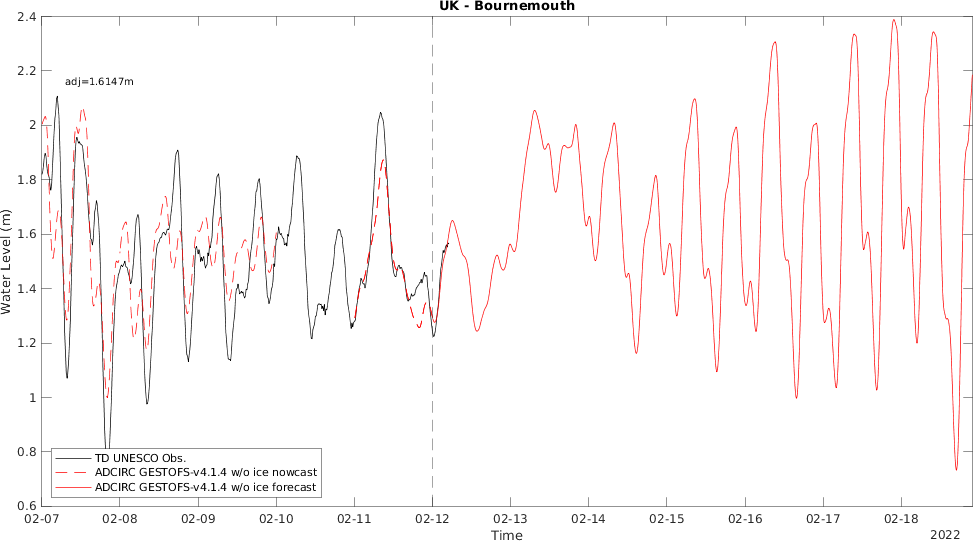 UK - Bournemouth
adj=1.6147m
Water Level (m)
2.4
2.2
2
1.8
1.6
1.4
1.2
1
0.8
0.6
TD UNESCO Obs.
ADCIRC GESTOFS-v4.1.4 w/o ice nowcast
ADCIRC GESTOFS-v4.1.4 w/o ice forecast
02-07 02-08 02-09 02-10 02-11 02-12 02-13 02-14 02-15 02-16 02-17 02-18
Time
2022